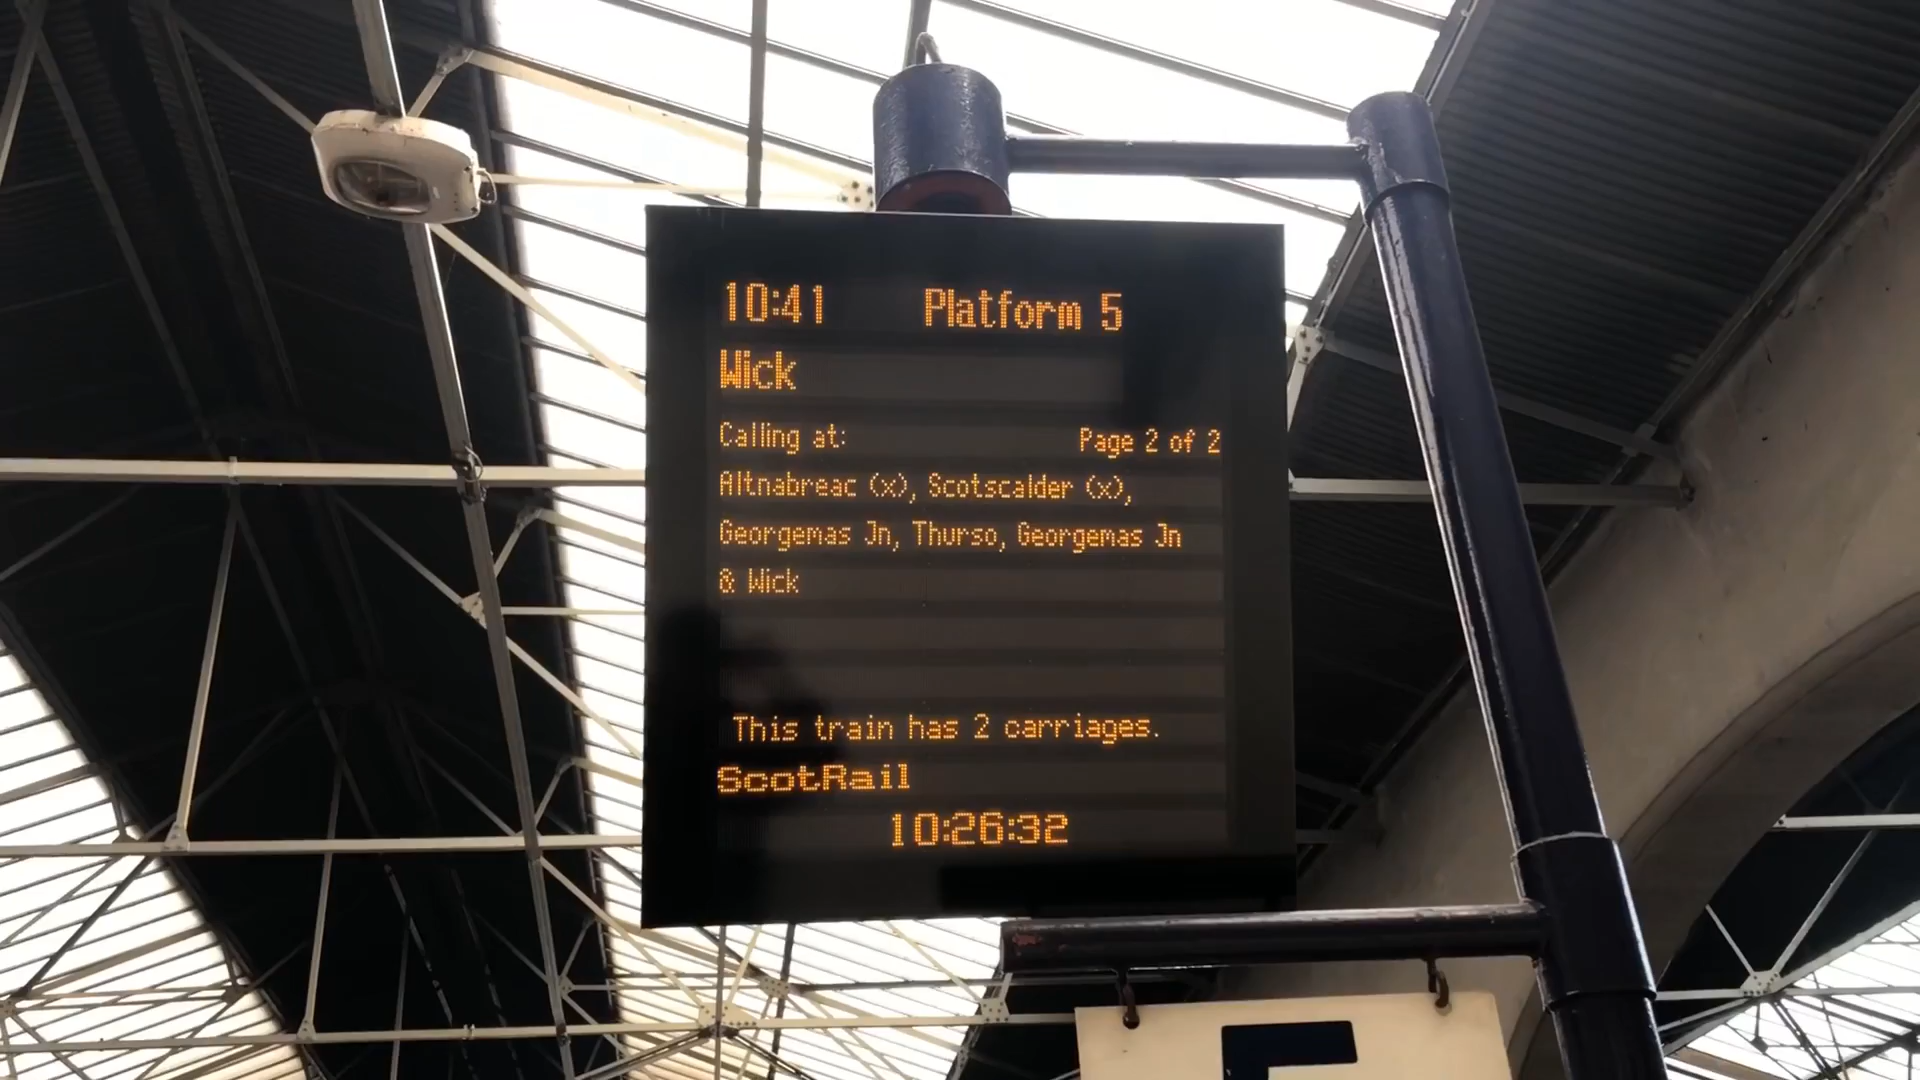 10:41 Platform 5
Wick
Calling at: Page 2 of 2
Altnabreac (x), Scotscalder (x),
Georgemas Jn, Thurso, Georgemas Jn
& Wick
This train has 2 carriages.
ScotRail
10:26:32